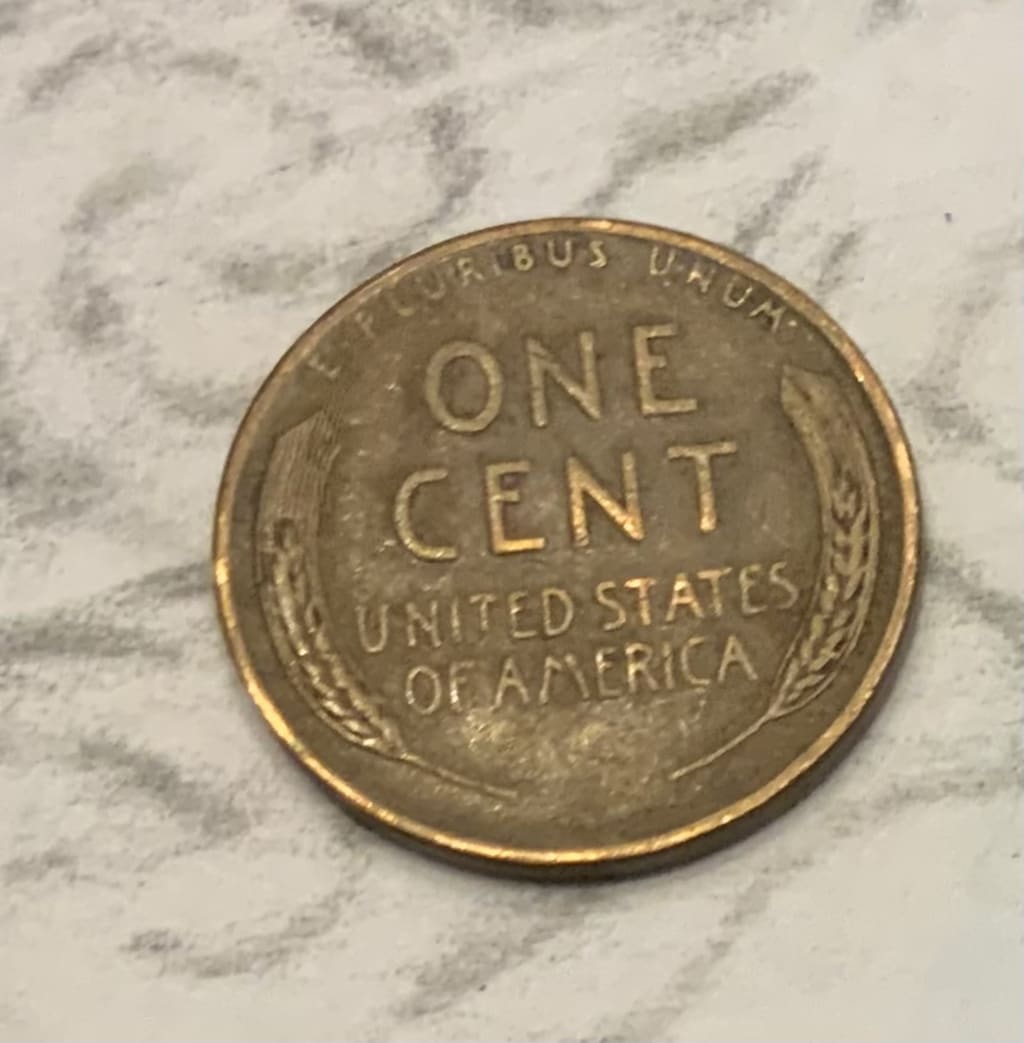 E PLURIBUS UNUM
ONE
CENT
UNITED STATES
OF AMERICA